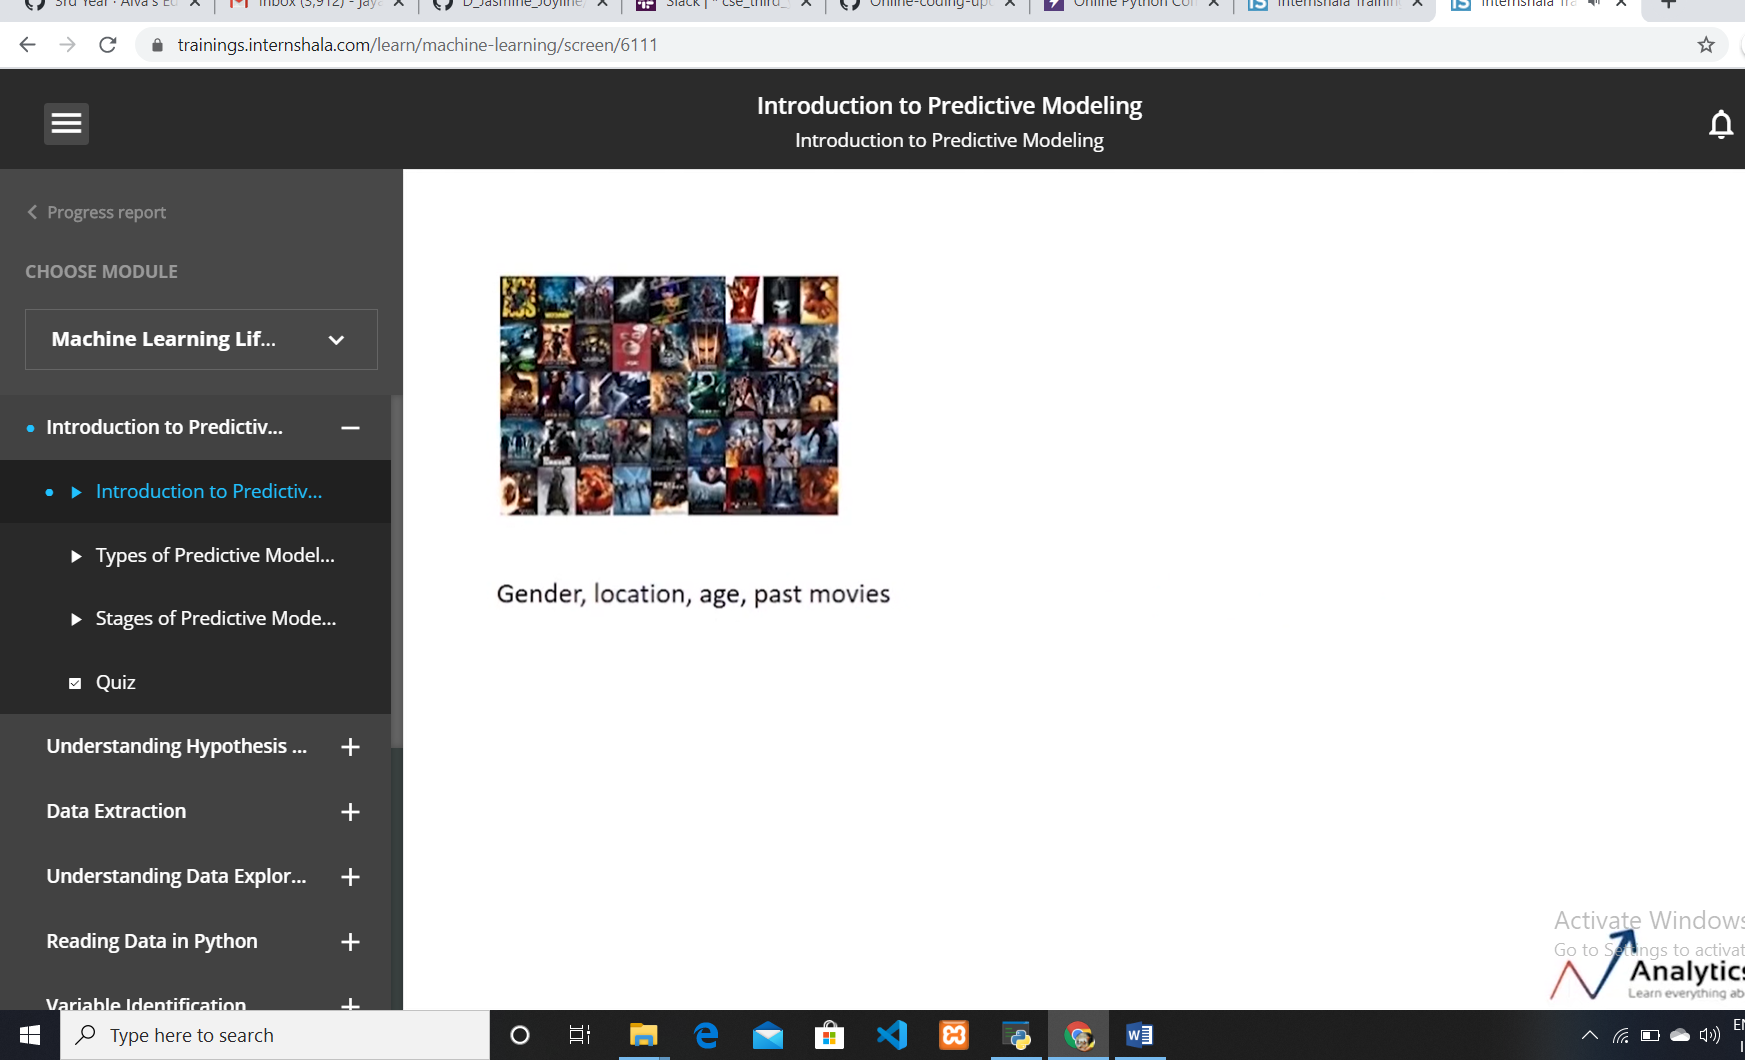 3rd Year · Alva's Ed
Inbox (3,912) - jaya
D_Jasmine_Joyline/
Slack | * cse_third_y
Online-coding-upd
Online Python Com
Internshala Training
Internshala Tra
trainings.internshala.com/learn/machine-learning/screen/6111
Introduction to Predictive Modeling
Introduction to Predictive Modeling
Progress report
CHOOSE MODULE
Machine Learning Lif...
Introduction to Predictiv...
Introduction to Predictiv...
Types of Predictive Model...
Stages of Predictive Mode...
Quiz
Understanding Hypothesis ...
Data Extraction
Understanding Data Explor...
Reading Data in Python
Variable Identification
Gender, location, age, past movies
Activate Windows
Go to Settings to activat
Analytics
Learn everything ab
Type here to search
EN